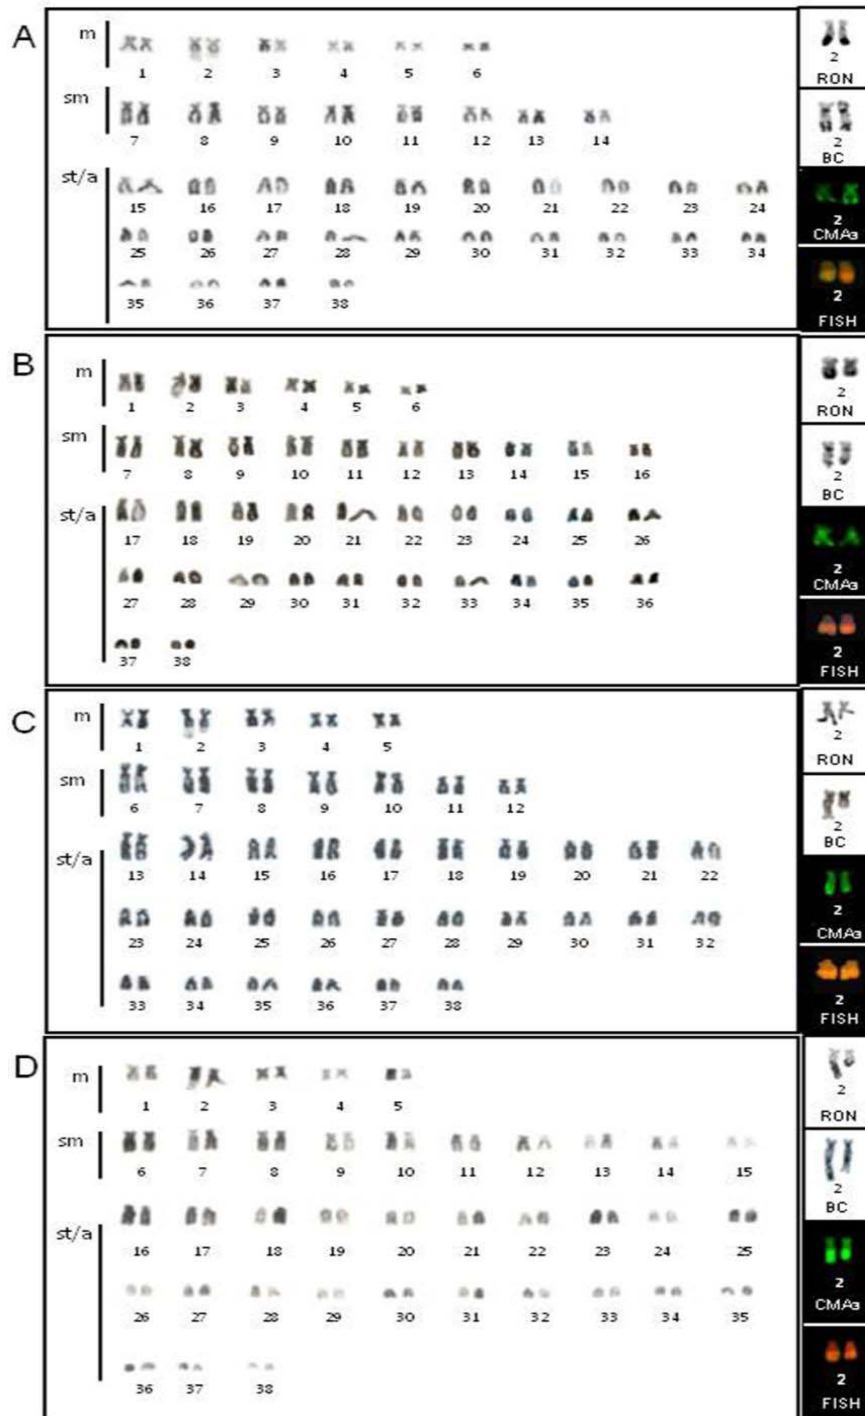 A
m
1 2 3 4 5 6
sm
7 8 9 10 11 12 13 14
st/a
15 16 17 18 19 20 21 22 23 24
25 26 27 28 29 30 31 32 33 34
35 36 37 38
2
RON
2
BC
2
CMA₃
2
FISH
B
m
1 2 3 4 5 6
sm
7 8 9 10 11 12 13 14 15 16
st/a
17 18 19 20 21 22 23 24 25 26
27 28 29 30 31 32 33 34 35 36
37 38
2
RON
2
BC
2
CMA₃
2
FISH
C
m
1 2 3 4 5
sm
6 7 8 9 10 11 12
st/a
13 14 15 16 17 18 19 20 21 22
23 24 25 26 27 28 29 30 31 32
33 34 35 36 37 38
2
RON
2
BC
2
CMA₃
2
FISH
D
m
1 2 3 4 5
sm
6 7 8 9 10 11 12 13 14 15
st/a
16 17 18 19 20 21 22 23 24 25
26 27 28 29 30 31 32 33 34 35
36 37 38
2
RON
2
BC
2
CMA₃
2
FISH